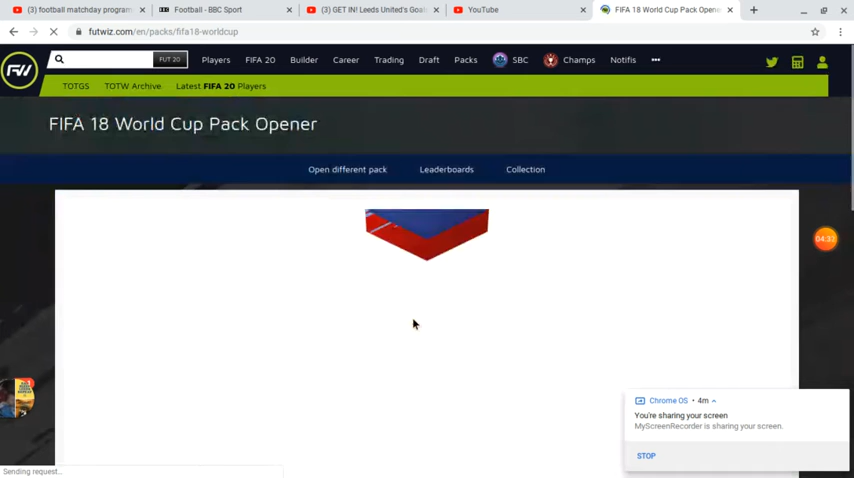 (3) football matchday program
Football - BBC Sport
(3) GET IN! Leeds United's Goal
YouTube
FIFA 18 World Cup Pack Opene
futwiz.com/en/packs/fifa18-worldcup
FW
FUT 20
Players
FIFA 20
Builder
Career
Trading
Draft
Packs
SBC
Champs
Notifs
TOTGS
TOTW Archive
Latest FIFA 20 Players
FIFA 18 World Cup Pack Opener
Open different pack
Leaderboards
Collection
04:37
Chrome OS • 4m
You're sharing your screen
MyScreenRecorder is sharing your screen.
STOP
Sending request...